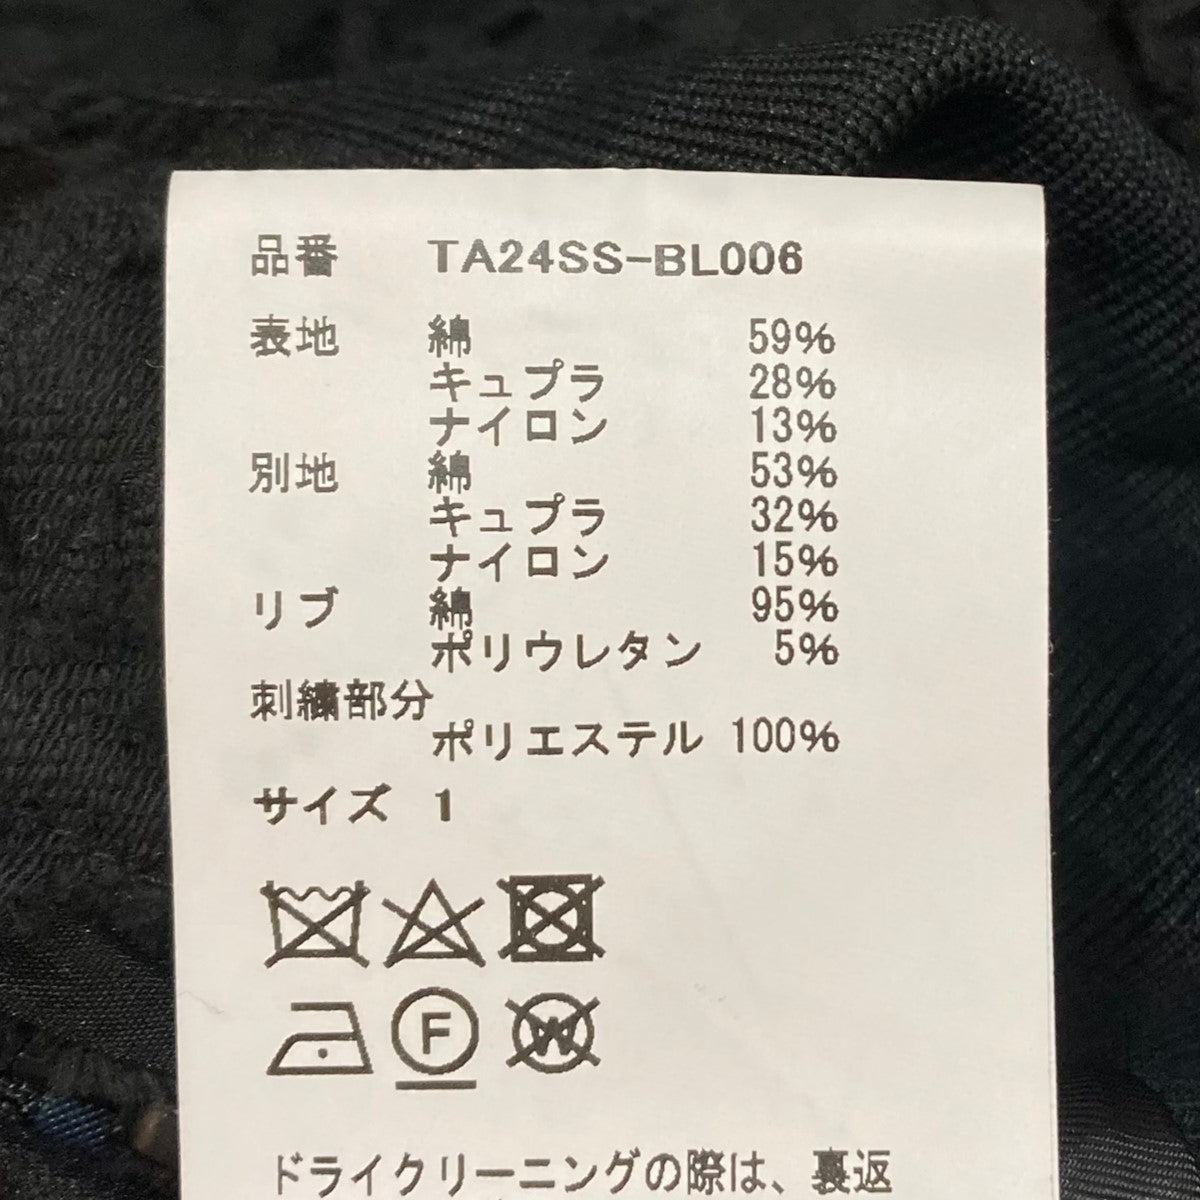 品番 TA24SS-BL006
表地 綿 59%
キュプラ 28%
ナイロン 13%
別地 綿 53%
キュプラ 32%
ナイロン 15%
リブ 綿 95%
ポリウレタン 5%
刺繍部分
ポリエステル 100%
サイズ 1
F W
ドライクリーニングの際は、裏返